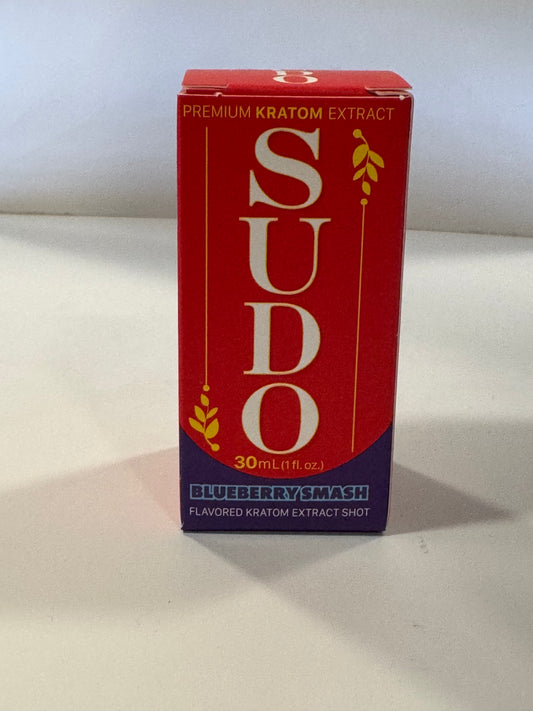 PREMIUM KRATOM EXTRACT
SUDO
30mL (1 fl. oz.)
BLUEBERRY SMASH
FLAVORED KRATOM EXTRACT SHOT